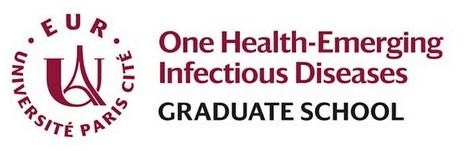 · EUR ·
UNIVERSITÉ PARIS CITÉ
One Health-Emerging
Infectious Diseases
GRADUATE SCHOOL